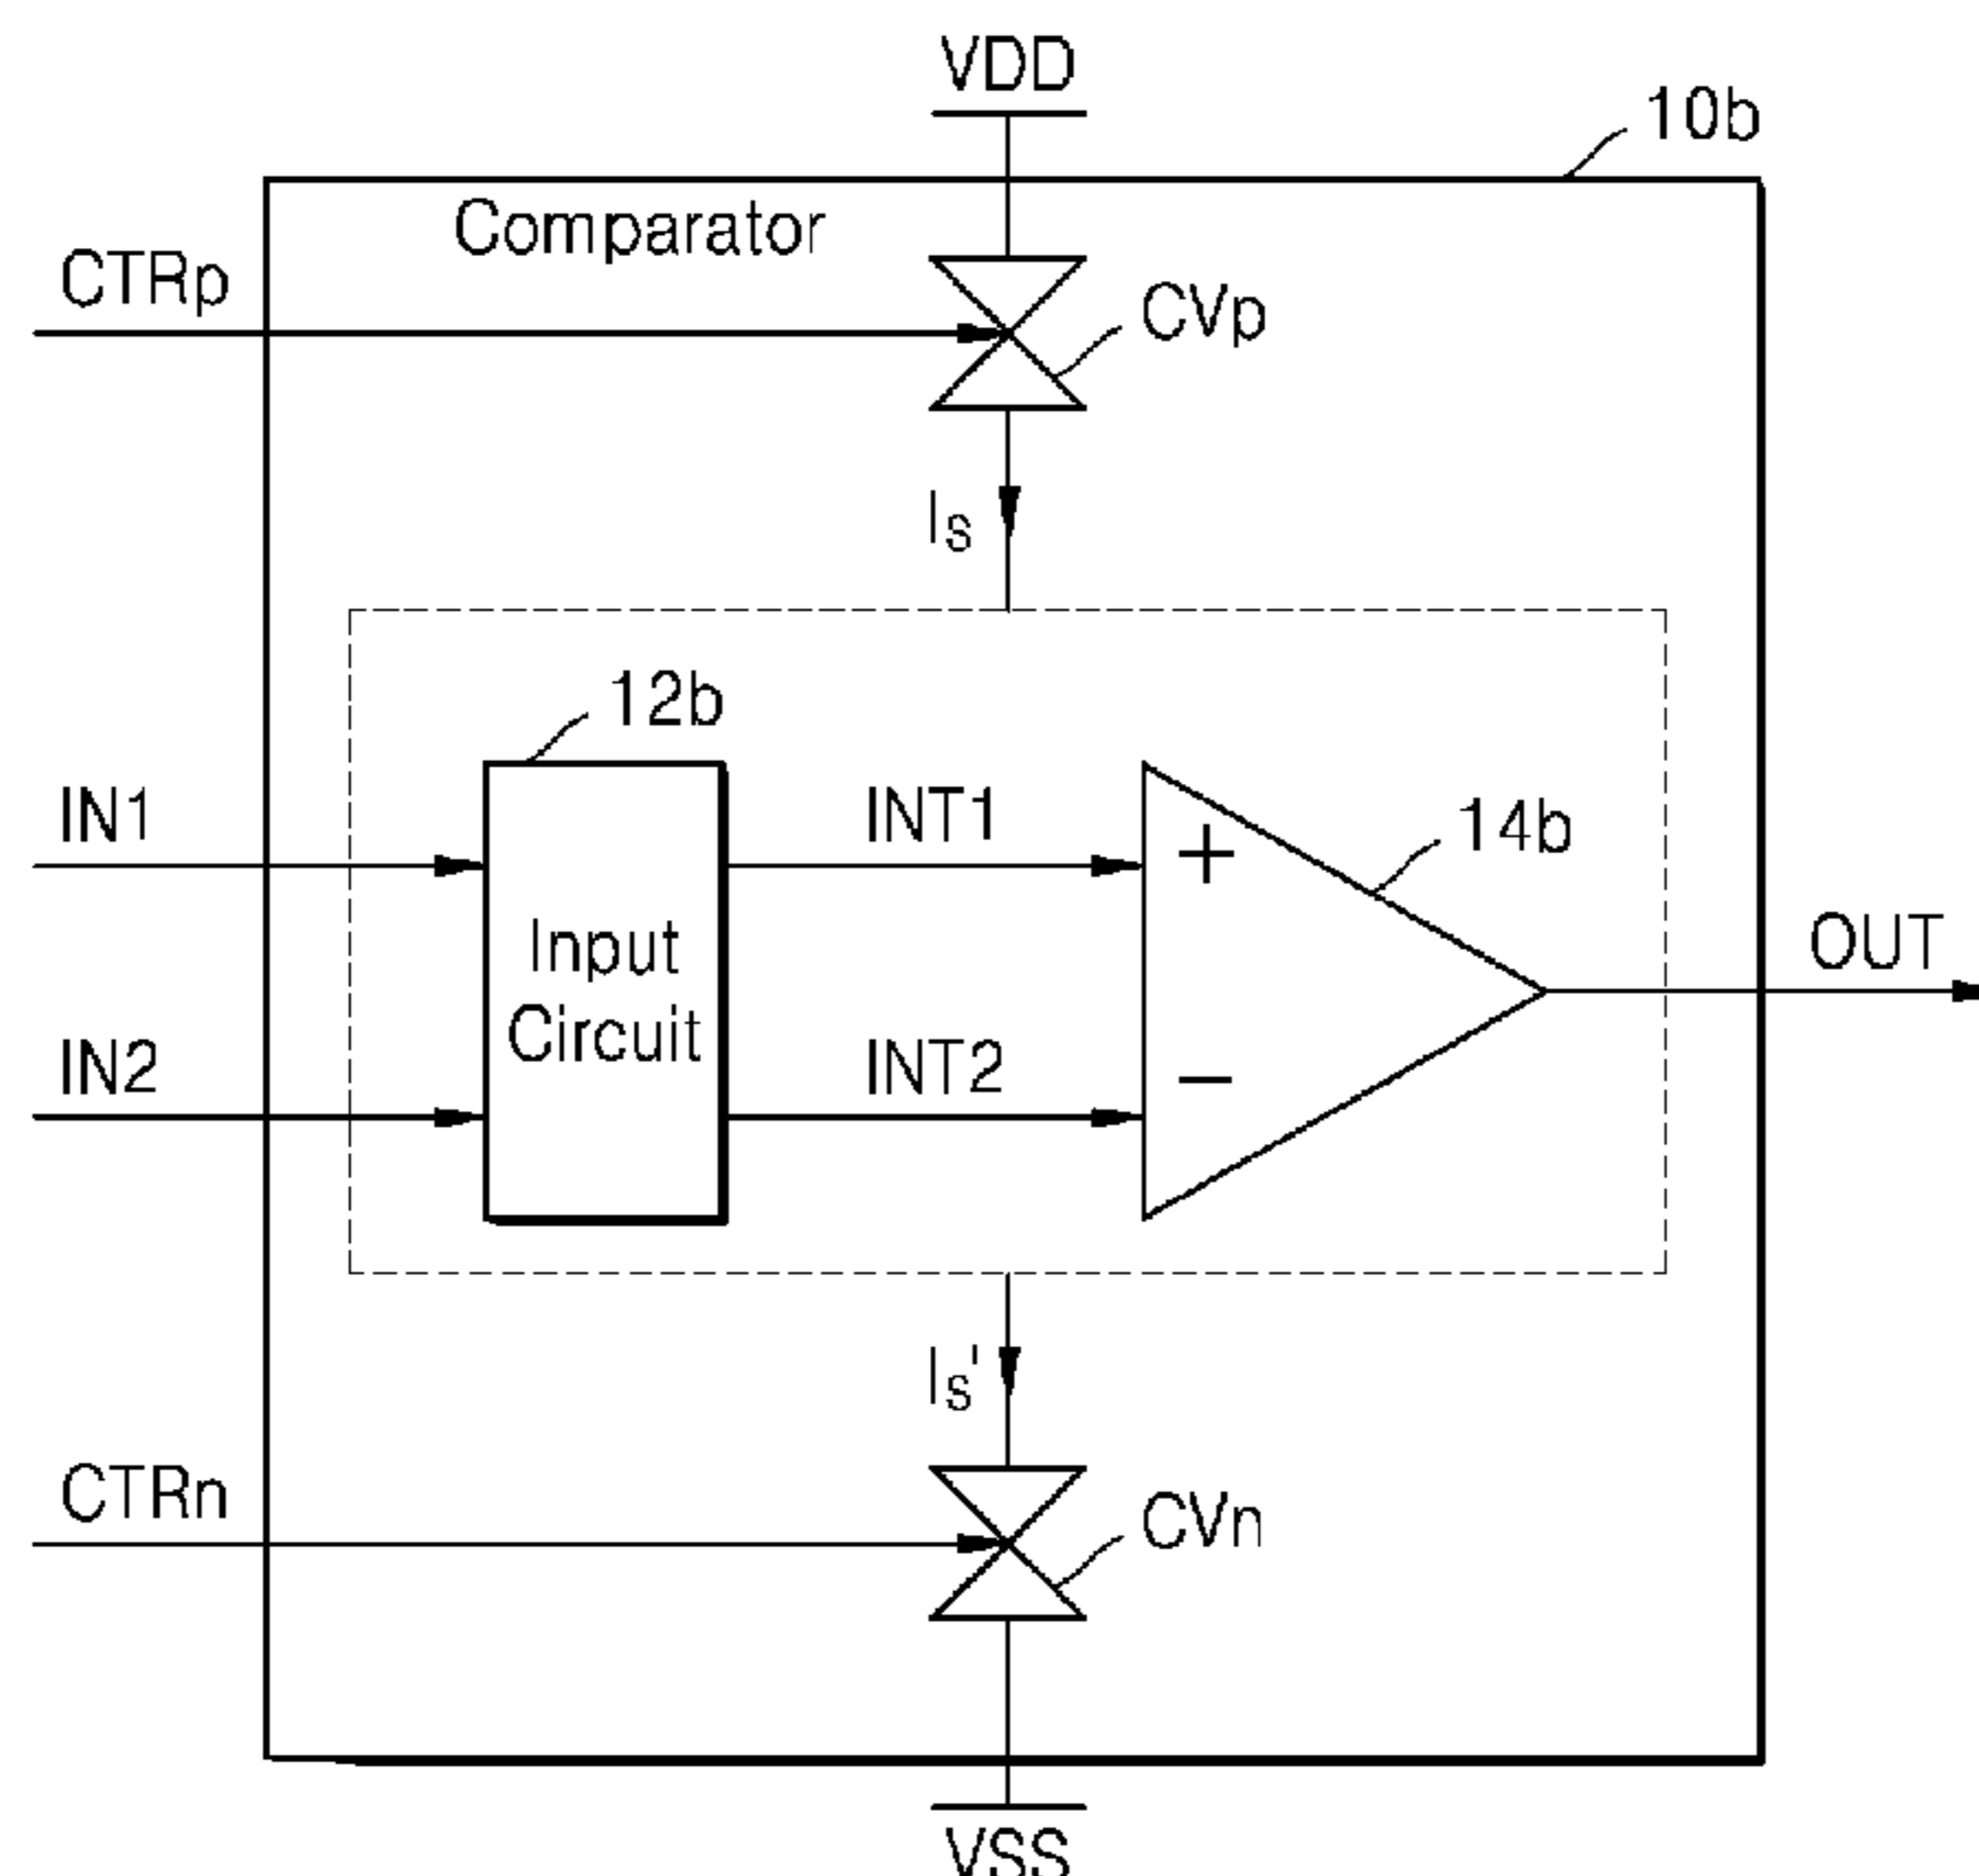 VDD
10b
Comparator
CTRp
CVp
Is
12b
IN1
INT1
+
14b
Input
Circuit
OUT
IN2
INT2
−
Is'
CTRn
CVn
VSS